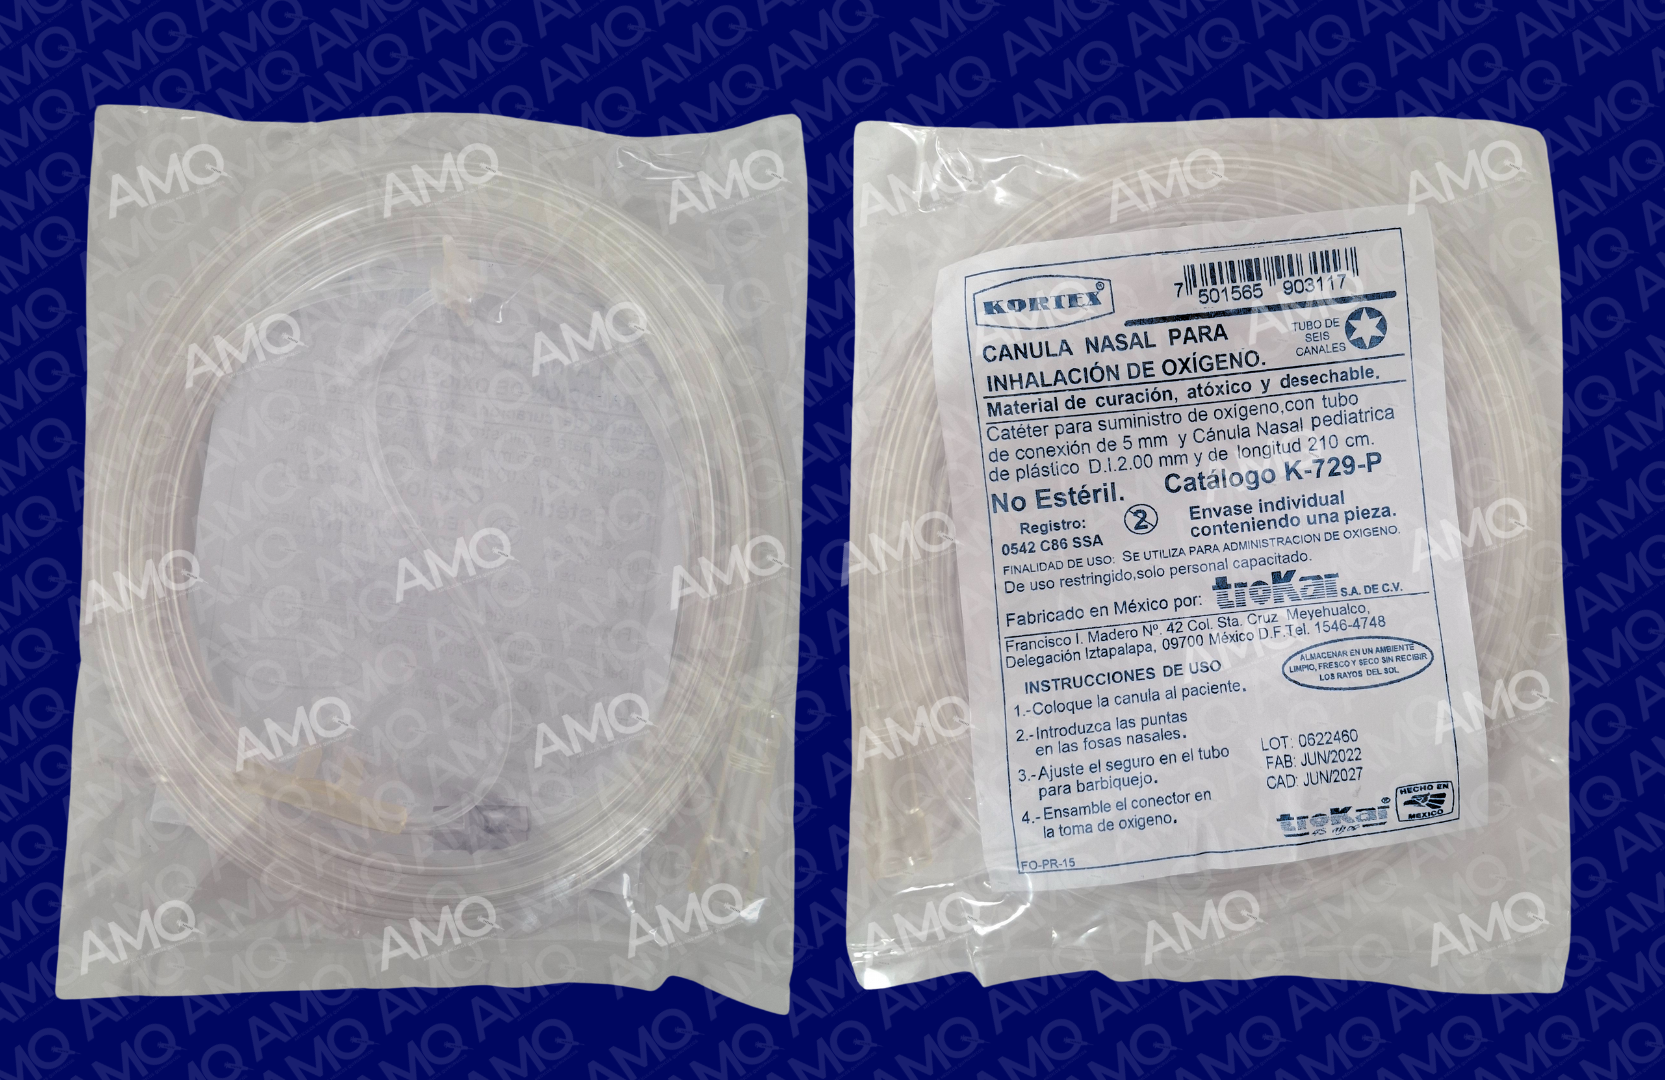 KORTEX®
7 501565 903117
CANULA NASAL PARA
INHALACIÓN DE OXÍGENO.
TUBO DE
SEIS
CANALES
Material de curación, atóxico y desechable.
Catéter para suministro de oxígeno,con tubo
de conexión de 5 mm y Cánula Nasal pediatrica
de plástico D.I.2.00 mm y de longitud 210 cm.
No Estéril. Catálogo K-729-P
Registro:
0542 C86 SSA
2
Envase individual
conteniendo una pieza.
FINALIDAD DE USO: SE UTILIZA PARA ADMINISTRACION DE OXIGENO.
De uso restringido,solo personal capacitado.
Fabricado en México por: troKar S.A. DE C.V.
Francisco I. Madero Nº. 42 Col. Sta. Cruz Meyehualco,
Delegación Iztapalapa, 09700 México D.F.Tel. 1546-4748
INSTRUCCIONES DE USO
ALMACENAR EN UN AMBIENTE
LIMPIO, FRESCO Y SECO SIN RECIBIR
LOS RAYOS DEL SOL
1.-Coloque la canula al paciente.
2.-Introduzca las puntas
en las fosas nasales.
3.-Ajuste el seguro en el tubo
para barbiquejo.
4.-Ensamble el conector en
la toma de oxigeno.
LOT: 0622460
FAB: JUN/2022
CAD: JUN/2027
troKar®
HECHO EN
MEXICO
FO-PR-15
AMQ